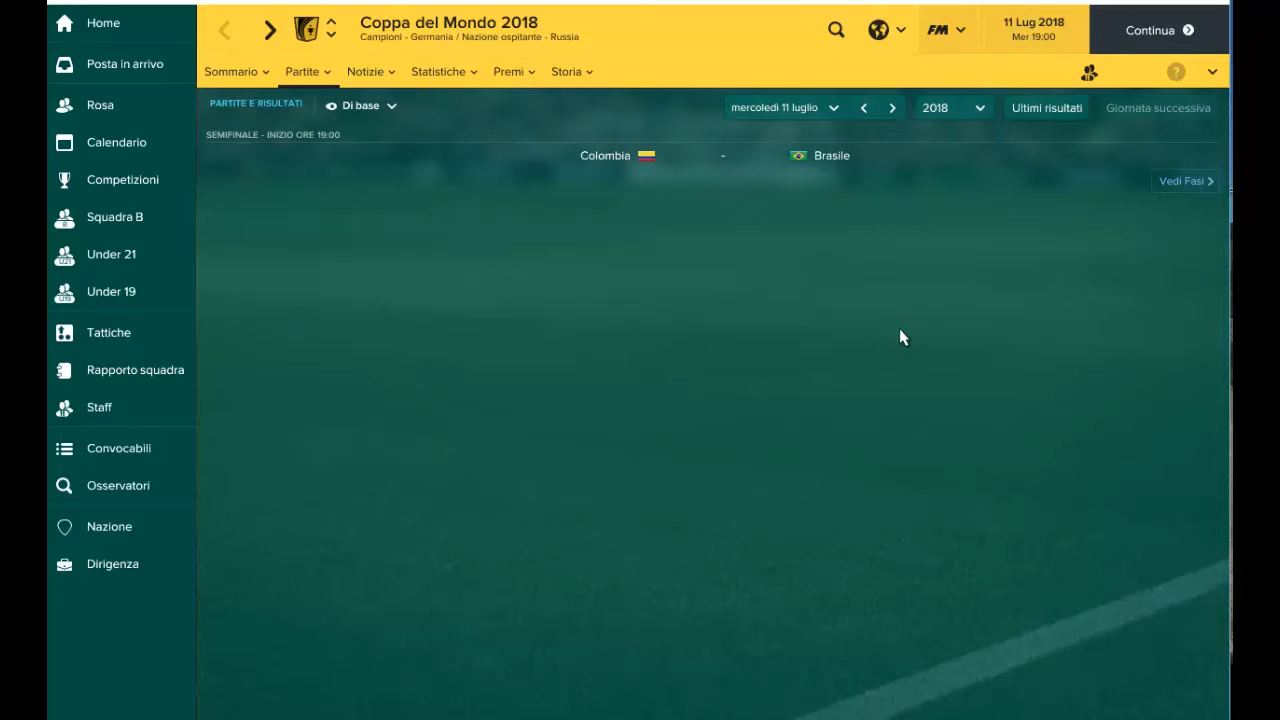 Home
Posta in arrivo
Rosa
Calendario
Competizioni
Squadra B
Under 21
Under 19
Tattiche
Rapporto squadra
Staff
Convocabili
Osservatori
Nazione
Dirigenza
Coppa del Mondo 2018
Campioni - Germania / Nazione ospitante - Russia
FM
11 Lug 2018
Mer 19:00
Continua
Sommario
Partite
Notizie
Statistiche
Premi
Storia
?
PARTITE E RISULTATI
Di base
mercoledì 11 luglio
2018
Ultimi risultati
Giornata successiva
SEMIFINALE - INIZIO ORE 19:00
Colombia - Brasile
Vedi Fasi